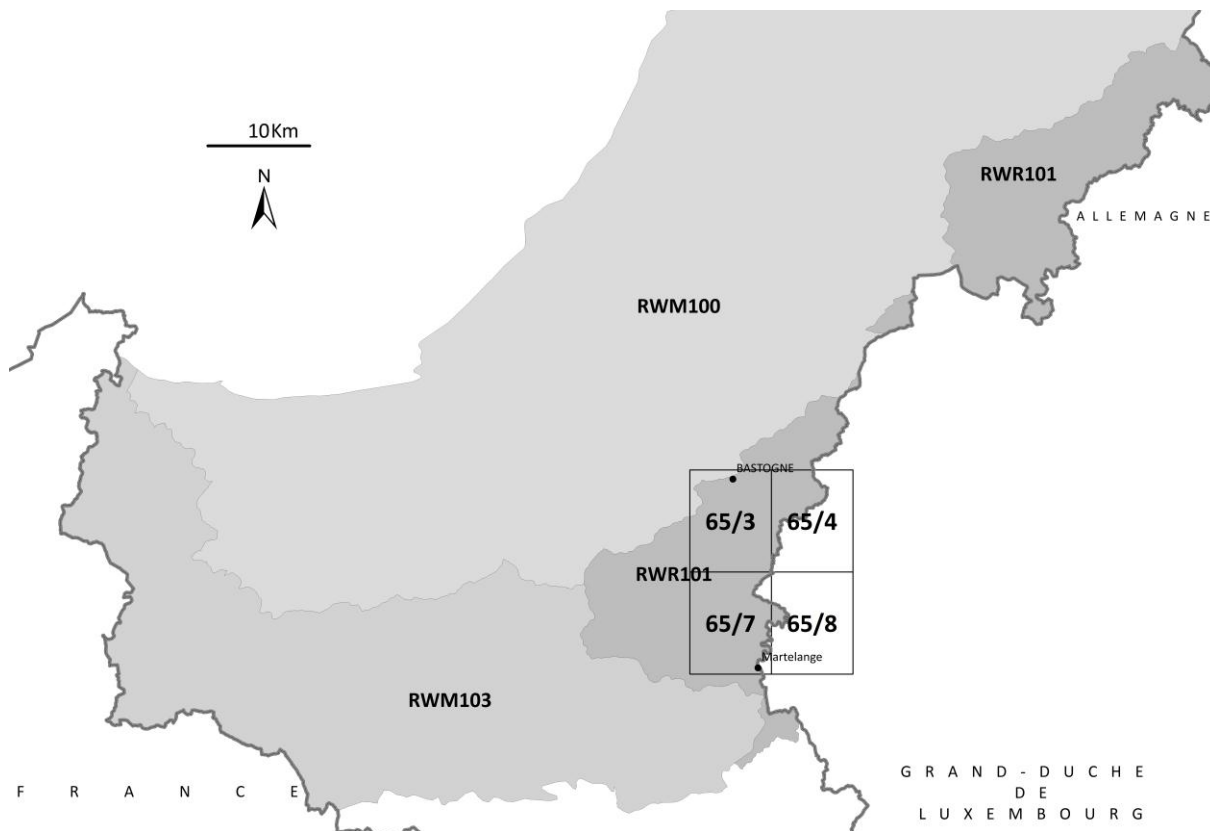 10Km
N
RWR101
ALLEMAGNE
RWM100
BASTOGNE
65/3
65/4
RWR101
65/7
65/8
Martelange
RWM103
FRANCE
GRAND-DUCHE
DE
LUXEMBOURG